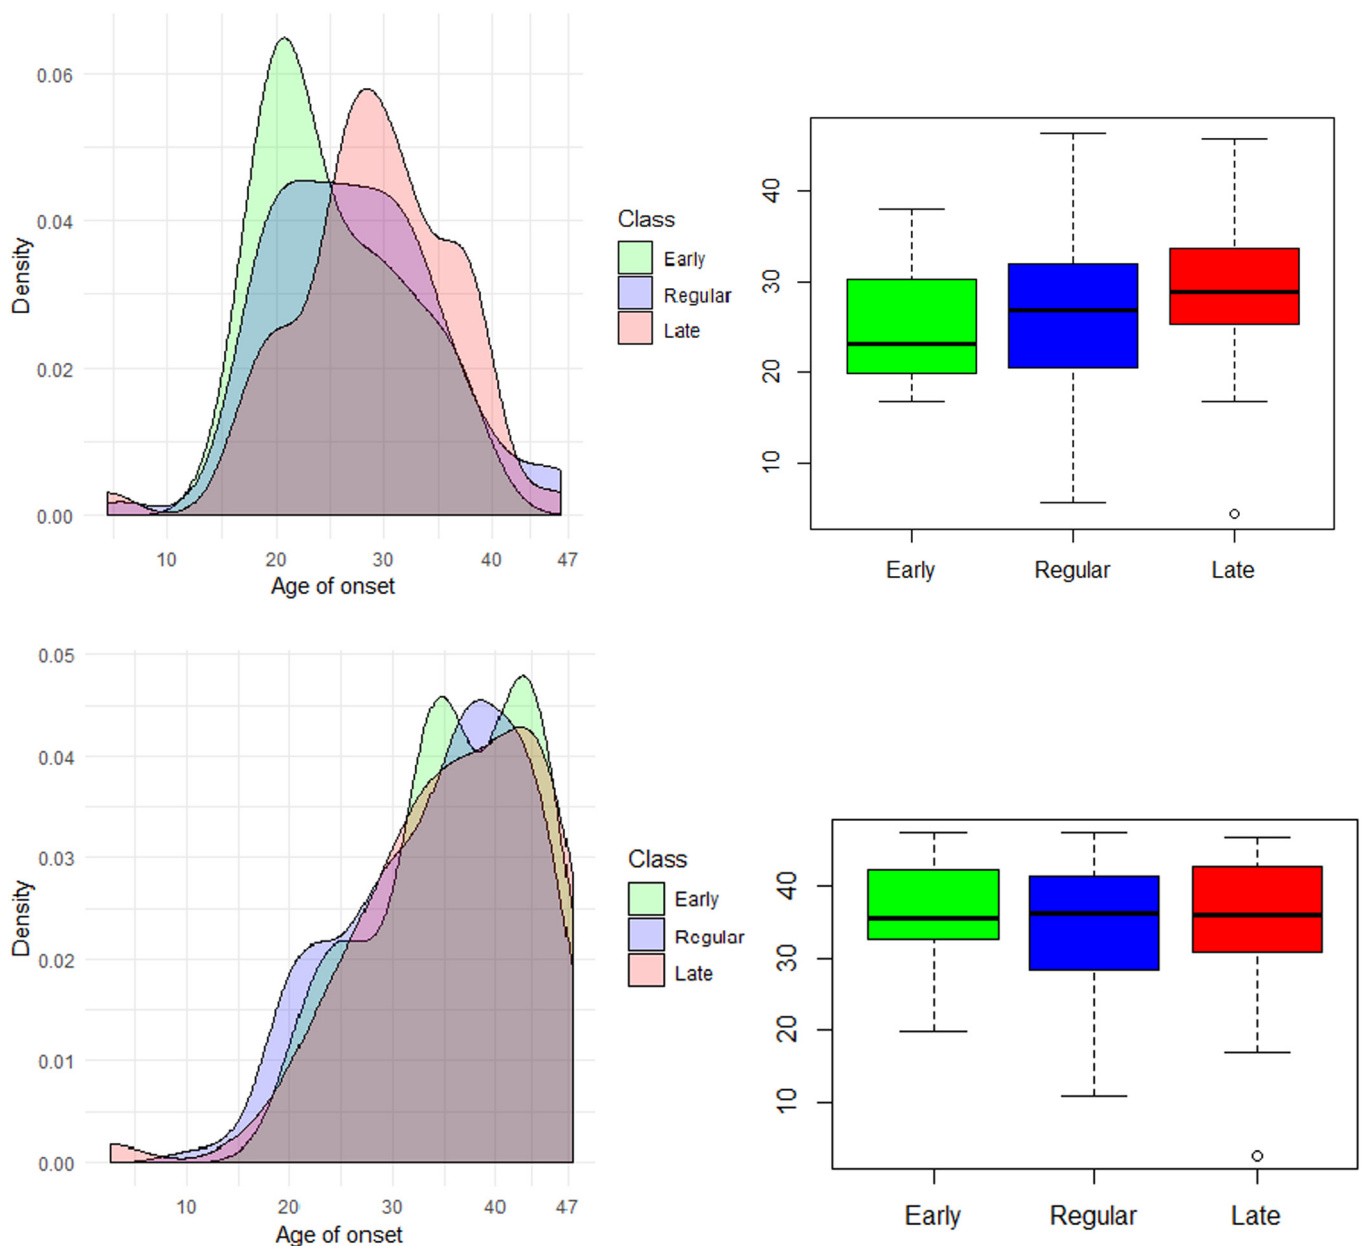 Density
0.06
0.04
0.02
0.00
10 20 30 40 47
Age of onset
Class
Early
Regular
Late
40
30
20
10
Early Regular Late
Density
0.05
0.04
0.03
0.02
0.01
0.00
10 20 30 40 47
Age of onset
Class
Early
Regular
Late
40
30
20
10
Early Regular Late